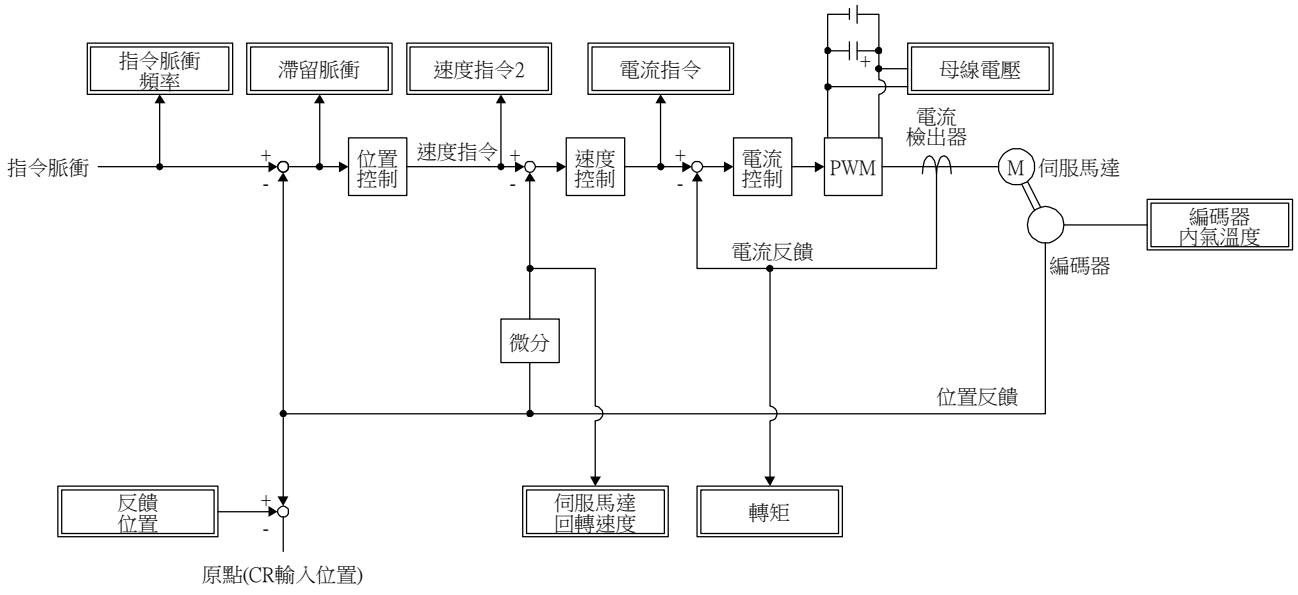 指令脈衝
頻率
滯留脈衝
速度指令2
電流指令
母線電壓
+
電流
檢出器
指令脈衝
+
-
位置
控制
速度指令
+
-
速度
控制
+
-
電流
控制
PWM
M
伺服馬達
編碼器
內氣溫度
電流反饋
編碼器
微分
位置反饋
反饋
位置
+
-
伺服馬達
回轉速度
轉矩
原點(CR輸入位置)